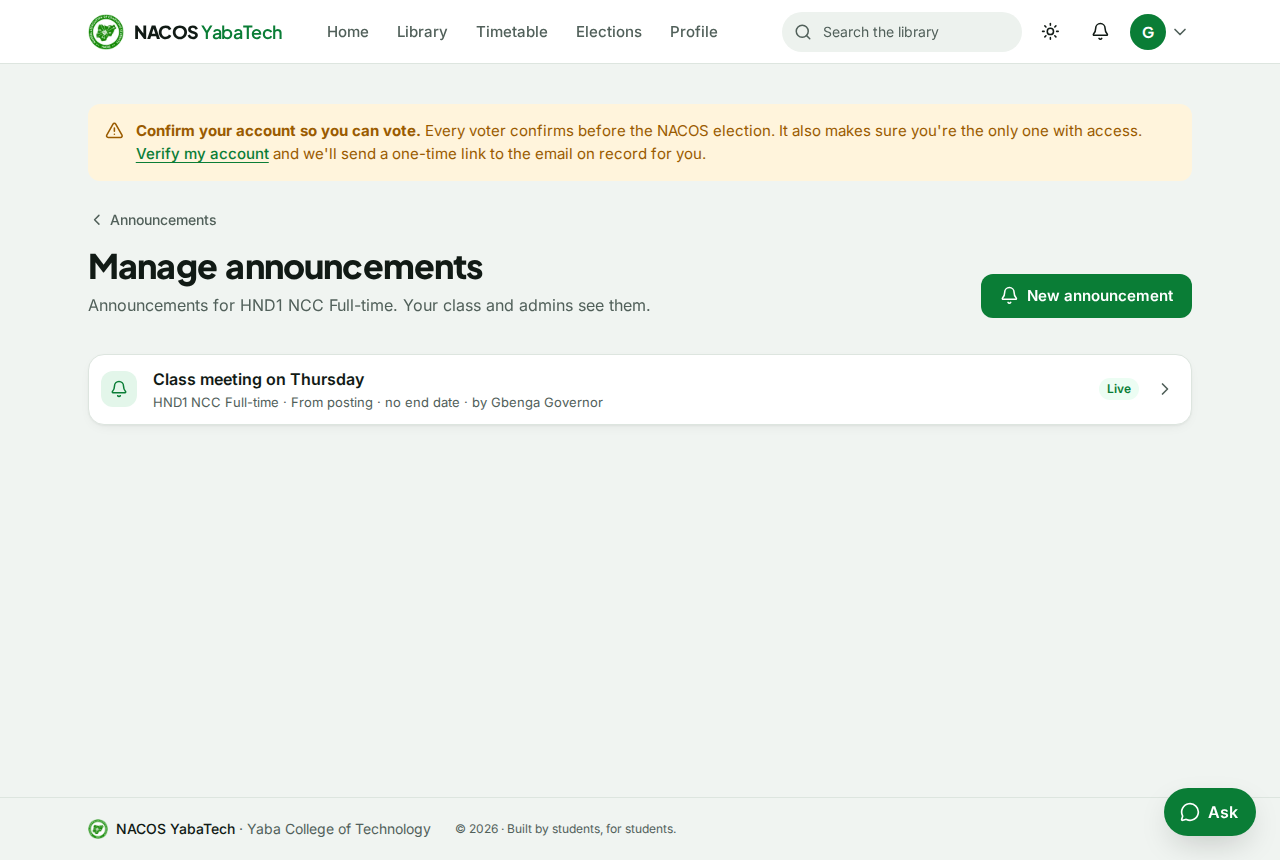 NACOS YabaTech
Home
Library
Timetable
Elections
Profile
Search the library
G
Confirm your account so you can vote. Every voter confirms before the NACOS election. It also makes sure you're the only one with access.
Verify my account and we'll send a one-time link to the email on record for you.
Announcements
Manage announcements
Announcements for HND1 NCC Full-time. Your class and admins see them.
New announcement
Class meeting on Thursday
HND1 NCC Full-time · From posting · no end date · by Gbenga Governor
Live
NACOS YabaTech · Yaba College of Technology
© 2026 · Built by students, for students.
Ask